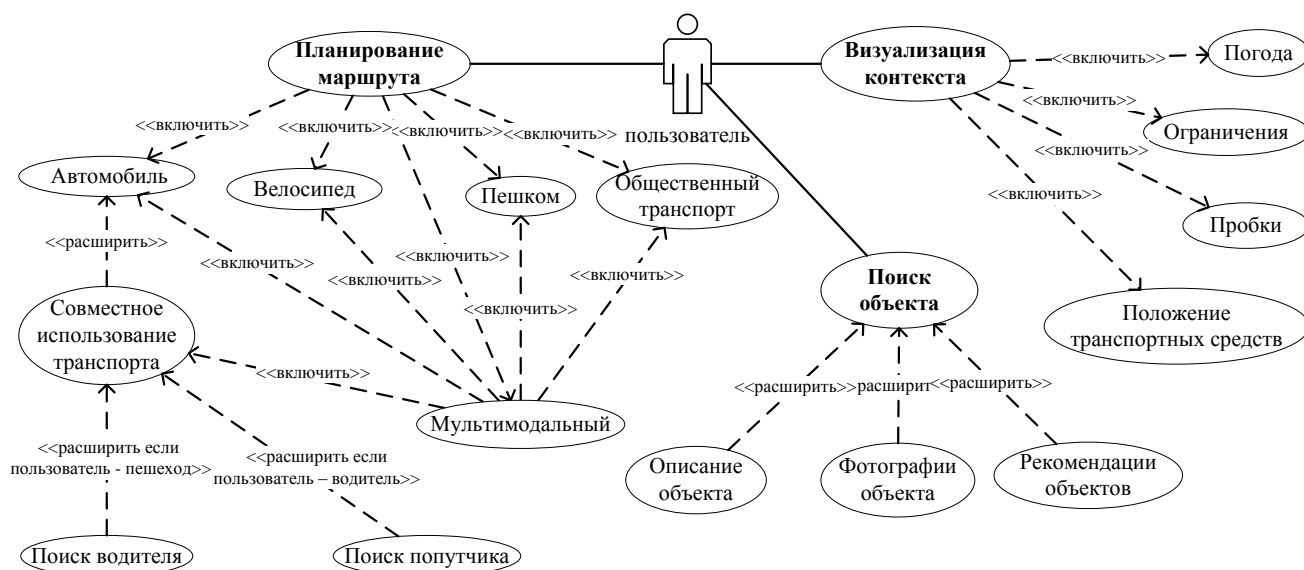 Планирование
маршрута
Визуализация
контекста
<<включить>>
Погода
<<включить>>
Ограничения
<<включить>>
Пробки
<<включить>>
Положение
транспортных средств
пользователь
<<включить>>
<<включить>>
<<включить>>
<<включить>>
Автомобиль
Велосипед
Пешком
Общественный
транспорт
<<расширить>>
<<включить>>
<<включить>>
<<включить>>
<<включить>>
<<включить>>
Совместное
использование
транспорта
<<включить>>
Мультимодальный
Поиск
объекта
<<расширить>>
расширит
<<расширить>>
Описание
объекта
Фотографии
объекта
Рекомендации
объектов
<<расширить если
пользователь - пешеход>>
<<расширить если
пользователь – водитель>>
Поиск водителя
Поиск попутчика